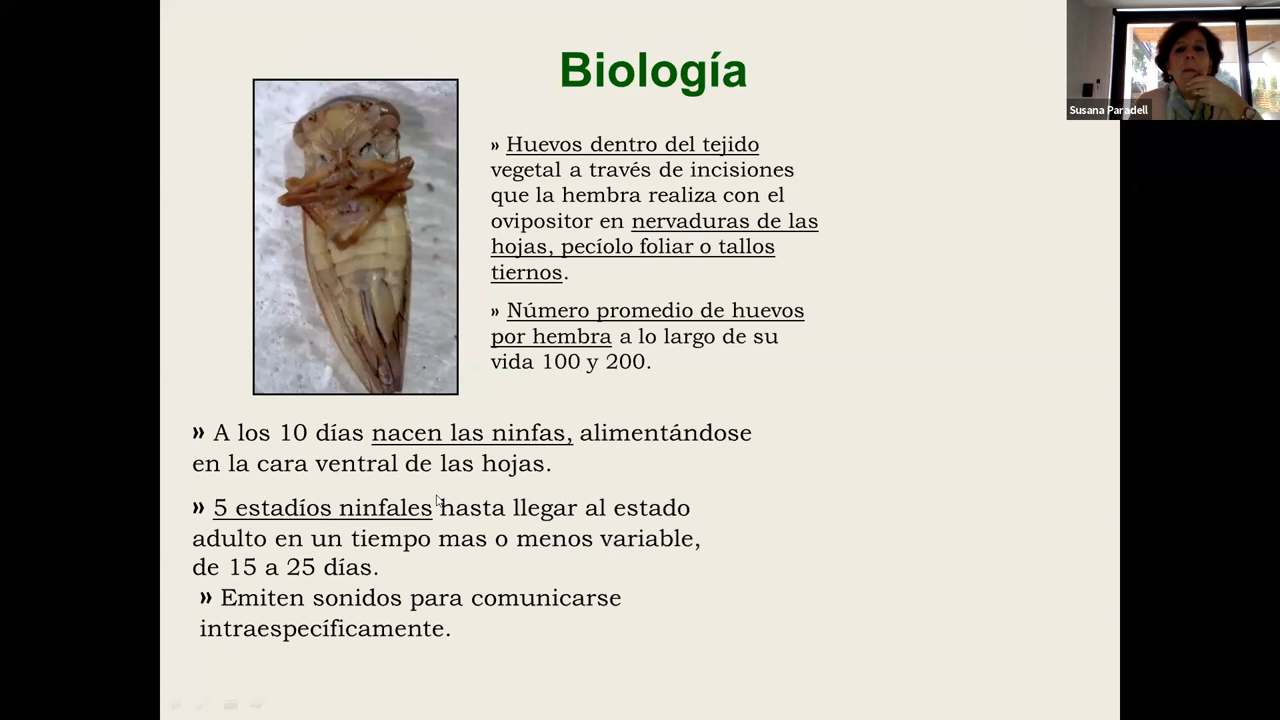 Biología
» Huevos dentro del tejido
vegetal a través de incisiones
que la hembra realiza con el
ovipositor en nervaduras de las
hojas, pecíolo foliar o tallos
tiernos.
» Número promedio de huevos
por hembra a lo largo de su
vida 100 y 200.
» A los 10 días nacen las ninfas, alimentándose
en la cara ventral de las hojas.
» 5 estadíos ninfales hasta llegar al estado
adulto en un tiempo mas o menos variable,
de 15 a 25 días.
» Emiten sonidos para comunicarse
intraespecíficamente.
Susana Paradell